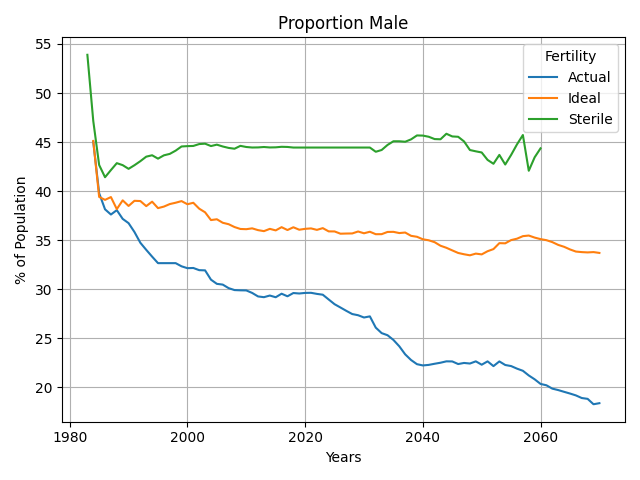 Proportion Male
Fertility
Actual
Ideal
Sterile
% of Population
55
50
45
40
35
30
25
20
1980
2000
2020
2040
2060
Years